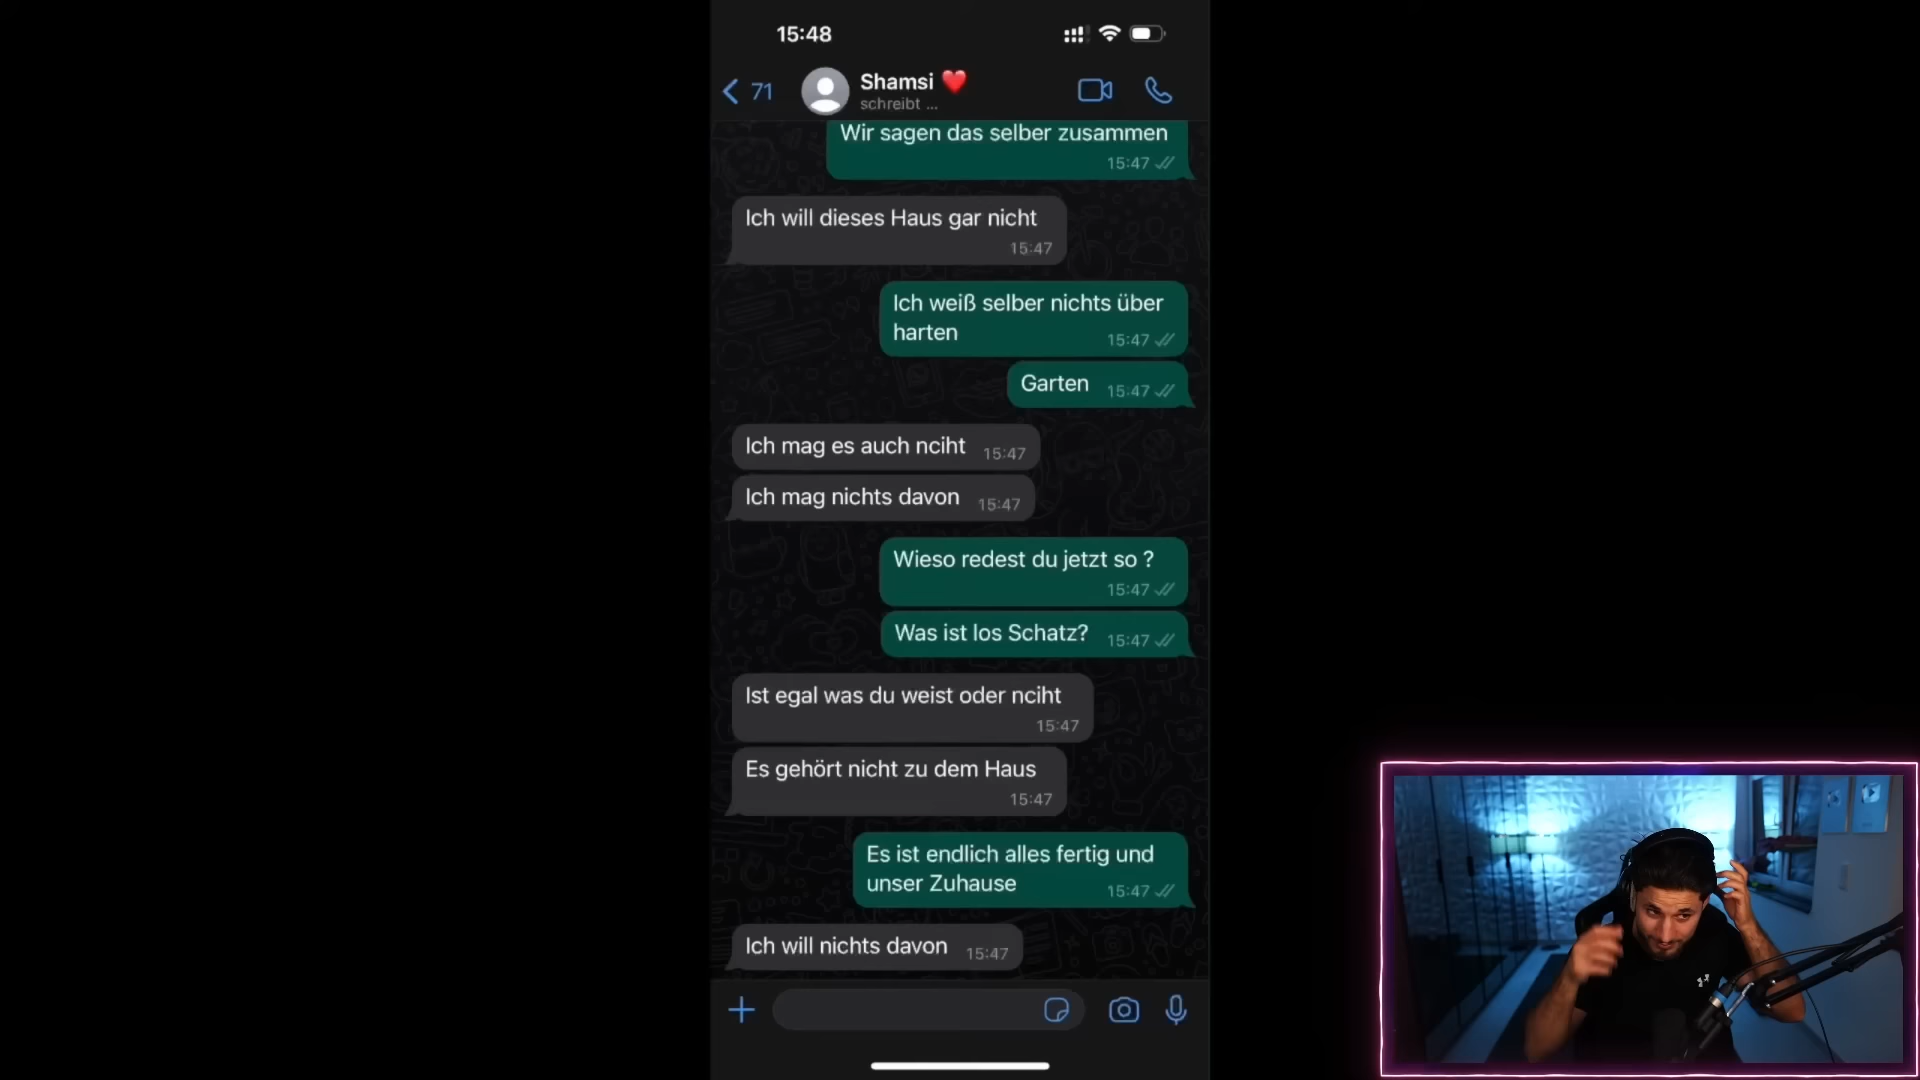 15:48
71
Shamsi ❤️
schreibt ...
Wir sagen das selber zusammen
15:47
Ich will dieses Haus gar nicht
15:47
Ich weiß selber nichts über
harten
15:47
Garten 15:47
Ich mag es auch nciht 15:47
Ich mag nichts davon 15:47
Wieso redest du jetzt so ?
15:47
Was ist los Schatz? 15:47
Ist egal was du weist oder nciht
15:47
Es gehört nicht zu dem Haus
15:47
Es ist endlich alles fertig und
unser Zuhause 15:47
Ich will nichts davon 15:47